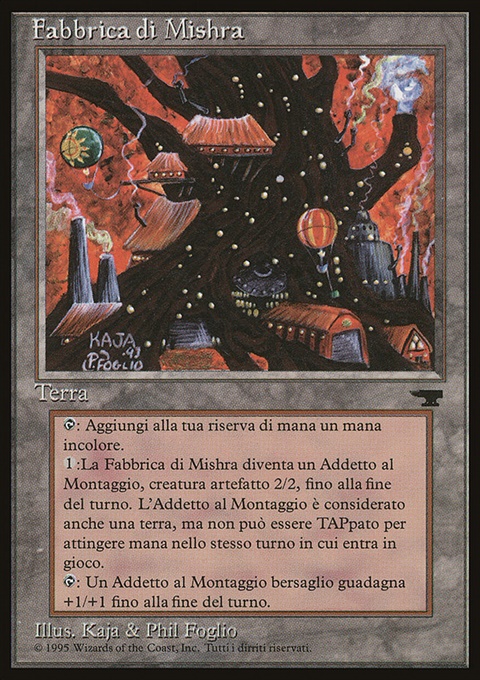 Fabbrica di Mishra
KAJA
'93
P. FOGLIO
Terra
: Aggiungi alla tua riserva di mana un mana
incolore.
1:La Fabbrica di Mishra diventa un Addetto al
Montaggio, creatura artefatto 2/2, fino alla fine
del turno. L'Addetto al Montaggio è considerato
anche una terra, ma non può essere TAPpato per
attingere mana nello stesso turno in cui entra in
gioco.
: Un Addetto al Montaggio bersaglio guadagna
+1/+1 fino alla fine del turno.
Illus. Kaja & Phil Foglio
© 1995 Wizards of the Coast, Inc. Tutti i dirriti riservati.